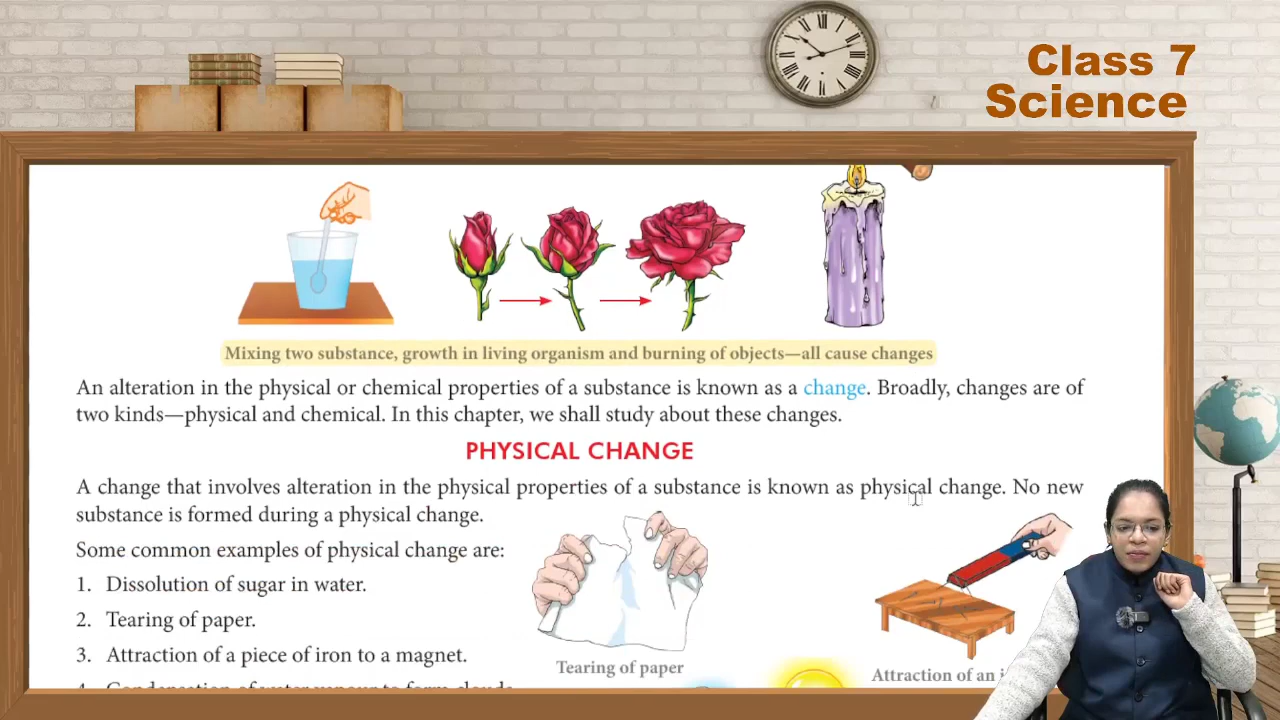 Class 7
Science
Mixing two substance, growth in living organism and burning of objects—all cause changes
An alteration in the physical or chemical properties of a substance is known as a change. Broadly, changes are of
two kinds—physical and chemical. In this chapter, we shall study about these changes.
PHYSICAL CHANGE
A change that involves alteration in the physical properties of a substance is known as physical change. No new
substance is formed during a physical change.
Some common examples of physical change are:
1. Dissolution of sugar in water.
2. Tearing of paper.
3. Attraction of a piece of iron to a magnet.
Tearing of paper
Attraction of an